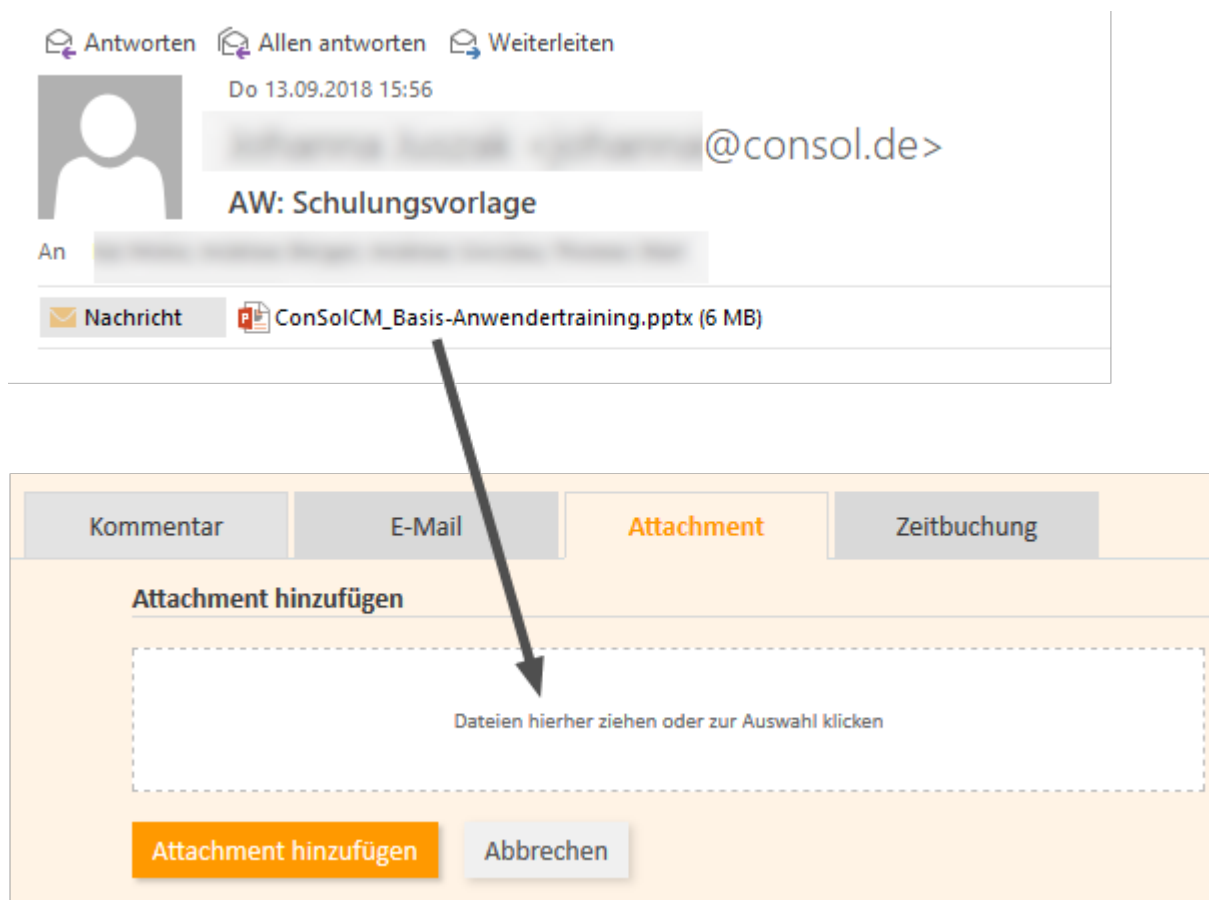 Antworten Allen antworten Weiterleiten
Do 13.09.2018 15:56
@consol.de>
AW: Schulungsvorlage
An
Nachricht ConSolCM_Basis-Anwendertraining.pptx (6 MB)
Kommentar E-Mail Attachment Zeitbuchung
Attachment hinzufügen
Dateien hierher ziehen oder zur Auswahl klicken
Attachment hinzufügen Abbrechen